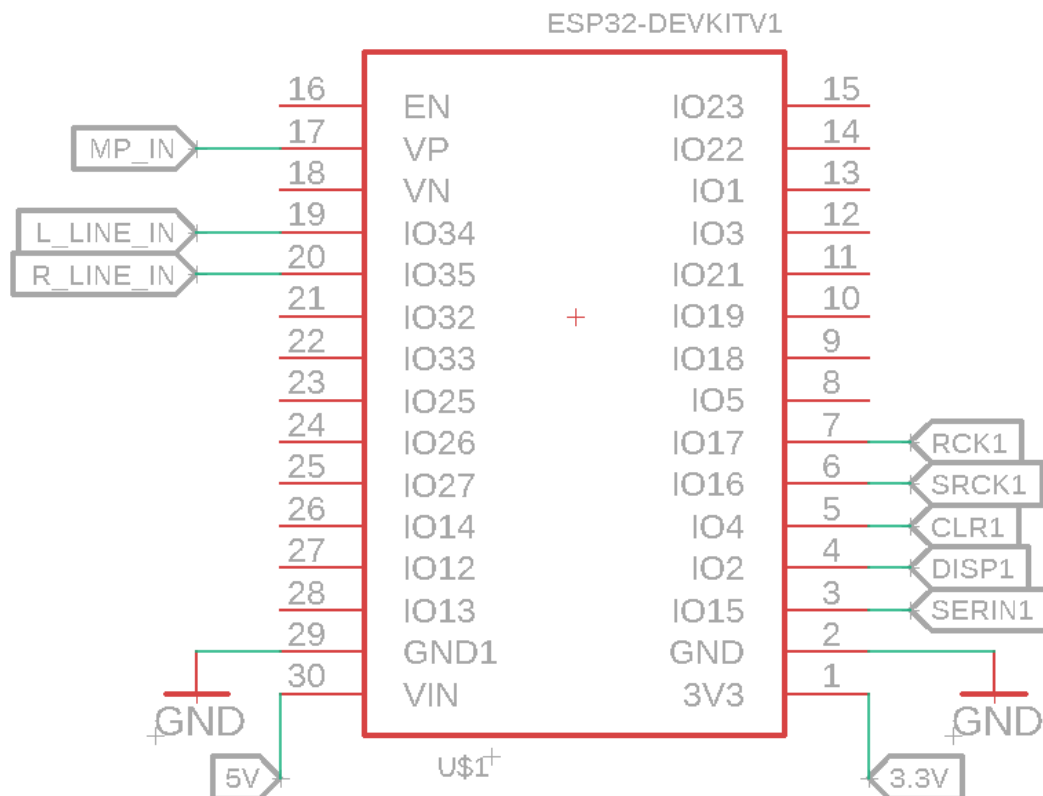 ESP32-DEVKITV1
16 EN IO23 15
MP_IN 17 VP IO22 14
18 VN IO1 13
L_LINE_IN 19 IO34 IO3 12
R_LINE_IN 20 IO35 IO21 11
21 IO32 IO19 10
22 IO33 IO18 9
23 IO25 IO5 8
24 IO26 IO17 7 RCK1
25 IO27 IO16 6 SRCK1
26 IO14 IO4 5 CLR1
27 IO12 IO2 4 DISP1
28 IO13 IO15 3 SERIN1
29 GND1 GND 2
30 VIN 3V3 1
GND GND
5V U$1 3.3V